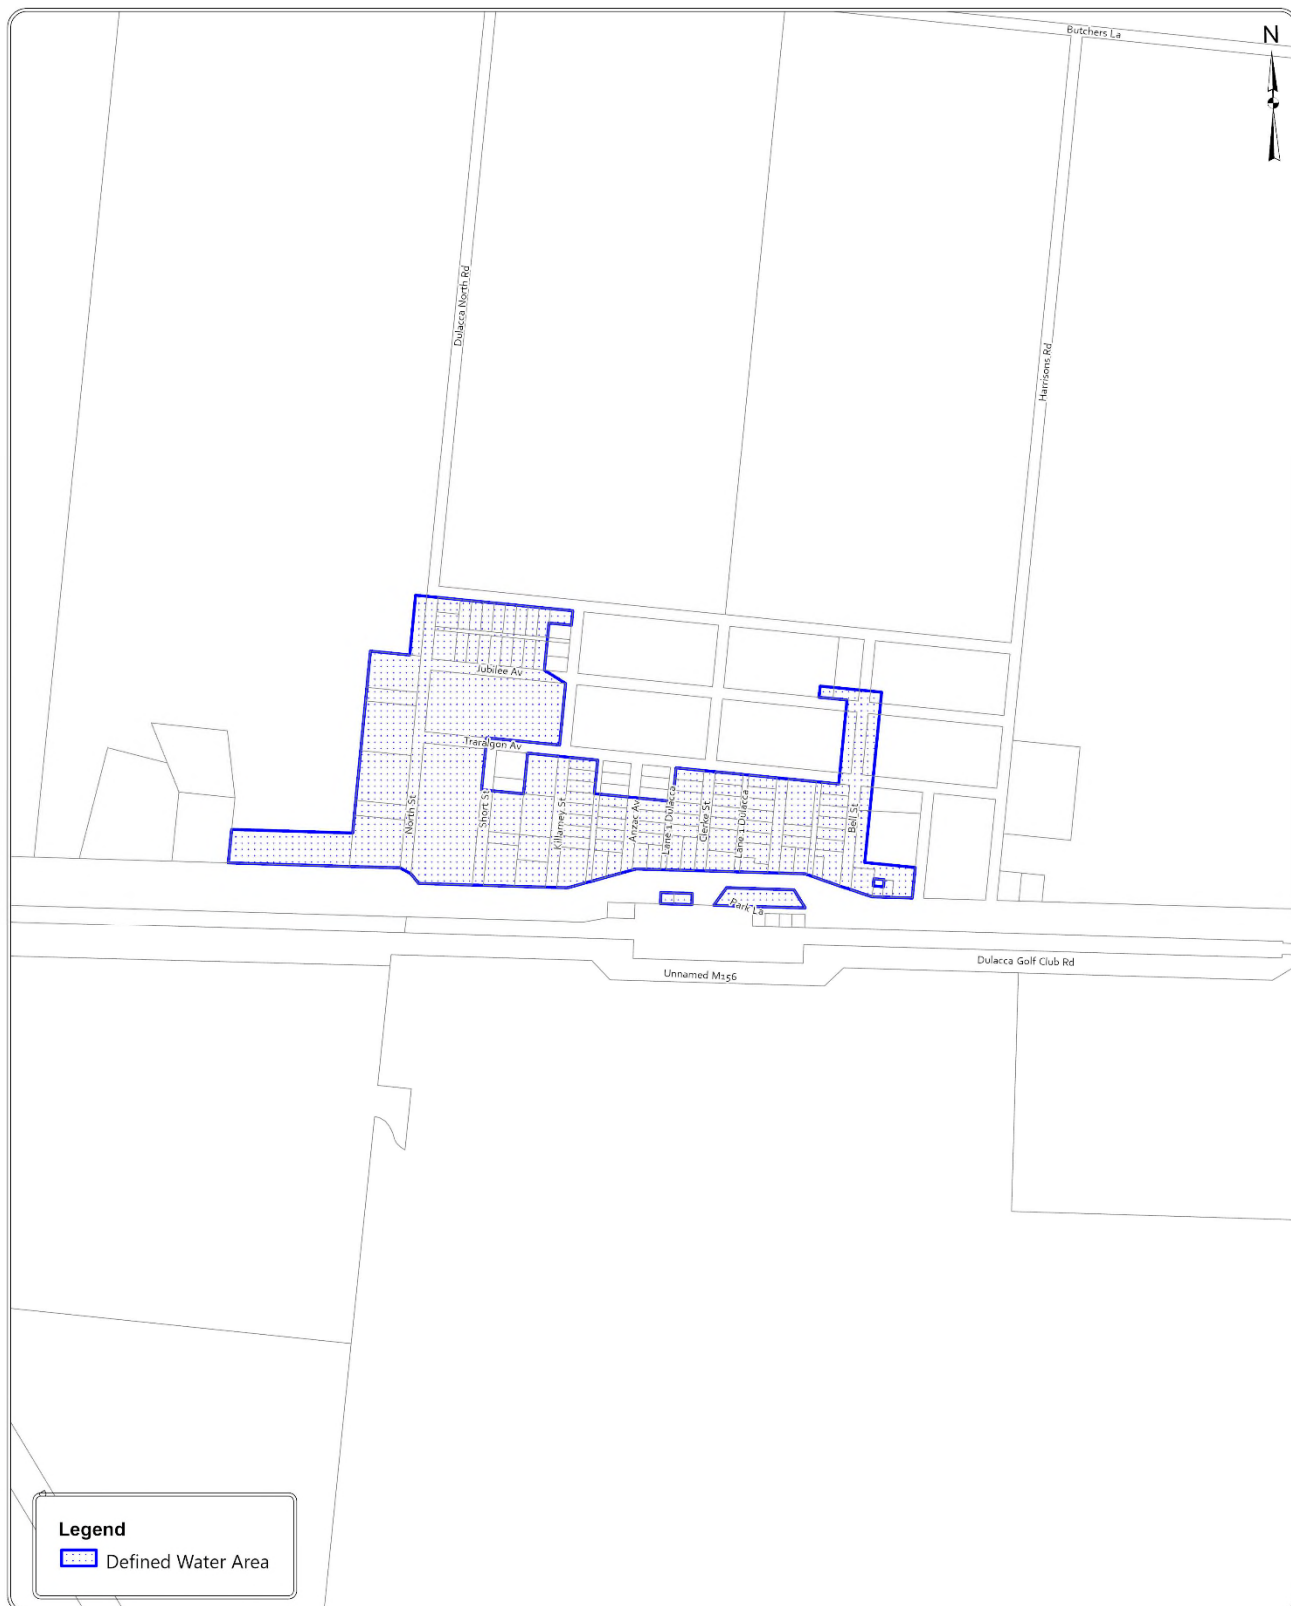 Butchers La
N
Dulacca North Rd
Harrisons Rd
Jubilee Av
Traralgon Av
North St
Short St
Killarney St
Anzac Av
Lane 1 Dulacca
Clerke St
Lane 1 Dulacca
Bell St
Park La
Unnamed M156
Dulacca Golf Club Rd
Legend
Defined Water Area